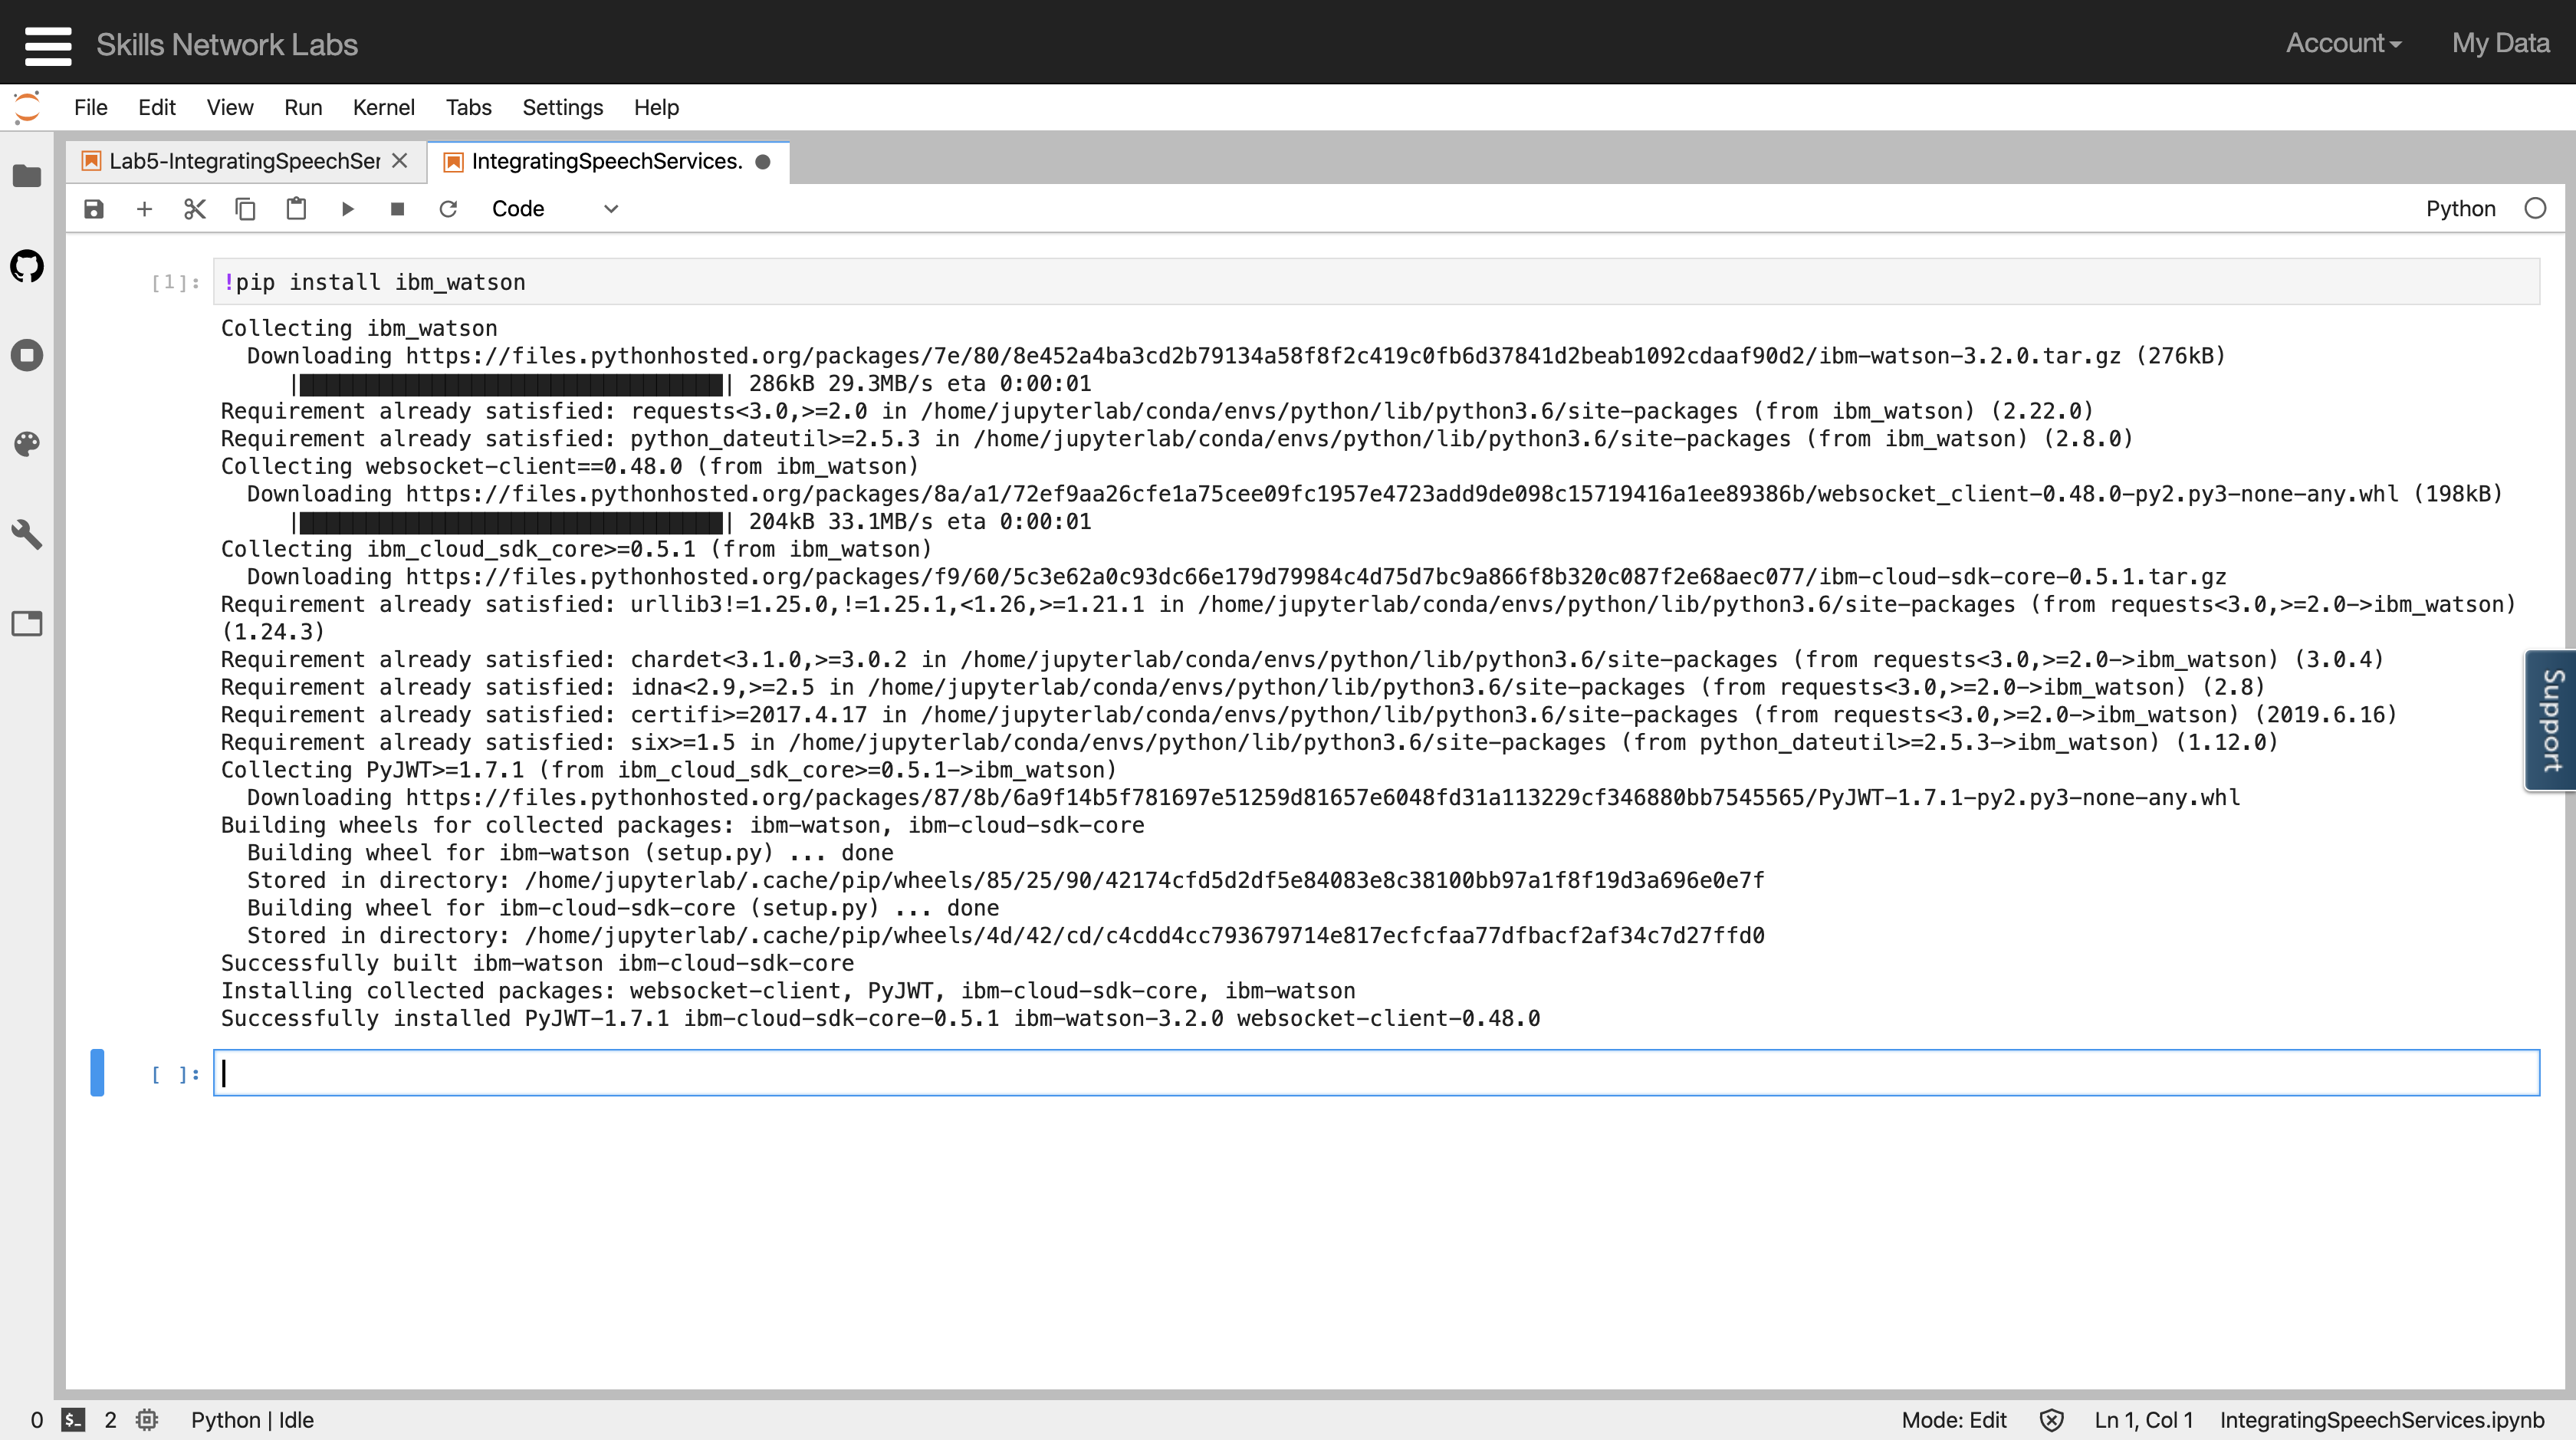 Skills Network Labs Account My Data
File Edit View Run Kernel Tabs Settings Help
Lab5-IntegratingSpeechSer IntegratingSpeechServices.
Code Python
[1]: !pip install ibm_watson
Collecting ibm_watson
Downloading https://files.pythonhosted.org/packages/7e/80/8e452a4ba3cd2b79134a58f8f2c419c0fb6d37841d2beab1092cdaaf90d2/ibm-watson-3.2.0.tar.gz (276kB)
|████████████████████████████████| 286kB 29.3MB/s eta 0:00:01
Requirement already satisfied: requests<3.0,>=2.0 in /home/jupyterlab/conda/envs/python/lib/python3.6/site-packages (from ibm_watson) (2.22.0)
Requirement already satisfied: python_dateutil>=2.5.3 in /home/jupyterlab/conda/envs/python/lib/python3.6/site-packages (from ibm_watson) (2.8.0)
Collecting websocket-client==0.48.0 (from ibm_watson)
Downloading https://files.pythonhosted.org/packages/8a/a1/72ef9aa26cfe1a75cee09fc1957e4723add9de098c15719416a1ee89386b/websocket_client-0.48.0-py2.py3-none-any.whl (198kB)
|████████████████████████████████| 204kB 33.1MB/s eta 0:00:01
Collecting ibm_cloud_sdk_core>=0.5.1 (from ibm_watson)
Downloading https://files.pythonhosted.org/packages/f9/60/5c3e62a0c93dc66e179d79984c4d75d7bc9a866f8b320c087f2e68aec077/ibm-cloud-sdk-core-0.5.1.tar.gz
Requirement already satisfied: urllib3!=1.25.0,!=1.25.1,<1.26,>=1.21.1 in /home/jupyterlab/conda/envs/python/lib/python3.6/site-packages (from requests<3.0,>=2.0->ibm_watson)
(1.24.3)
Requirement already satisfied: chardet<3.1.0,>=3.0.2 in /home/jupyterlab/conda/envs/python/lib/python3.6/site-packages (from requests<3.0,>=2.0->ibm_watson) (3.0.4)
Requirement already satisfied: idna<2.9,>=2.5 in /home/jupyterlab/conda/envs/python/lib/python3.6/site-packages (from requests<3.0,>=2.0->ibm_watson) (2.8)
Requirement already satisfied: certifi>=2017.4.17 in /home/jupyterlab/conda/envs/python/lib/python3.6/site-packages (from requests<3.0,>=2.0->ibm_watson) (2019.6.16)
Requirement already satisfied: six>=1.5 in /home/jupyterlab/conda/envs/python/lib/python3.6/site-packages (from python_dateutil>=2.5.3->ibm_watson) (1.12.0)
Collecting PyJWT>=1.7.1 (from ibm_cloud_sdk_core>=0.5.1->ibm_watson)
Downloading https://files.pythonhosted.org/packages/87/8b/6a9f14b5f781697e51259d81657e6048fd31a113229cf346880bb7545565/PyJWT-1.7.1-py2.py3-none-any.whl
Building wheels for collected packages: ibm-watson, ibm-cloud-sdk-core
Building wheel for ibm-watson (setup.py) ... done
Stored in directory: /home/jupyterlab/.cache/pip/wheels/85/25/90/42174cfd5d2df5e84083e8c38100bb97a1f8f19d3a696e0e7f
Building wheel for ibm-cloud-sdk-core (setup.py) ... done
Stored in directory: /home/jupyterlab/.cache/pip/wheels/4d/42/cd/c4cdd4cc793679714e817ecfcfaa77dfbacf2af34c7d27ffd0
Successfully built ibm-watson ibm-cloud-sdk-core
Installing collected packages: websocket-client, PyJWT, ibm-cloud-sdk-core, ibm-watson
Successfully installed PyJWT-1.7.1 ibm-cloud-sdk-core-0.5.1 ibm-watson-3.2.0 websocket-client-0.48.0
[ ]:
Support
0 $_ 2 Python | Idle Mode: Edit Ln 1, Col 1 IntegratingSpeechServices.ipynb